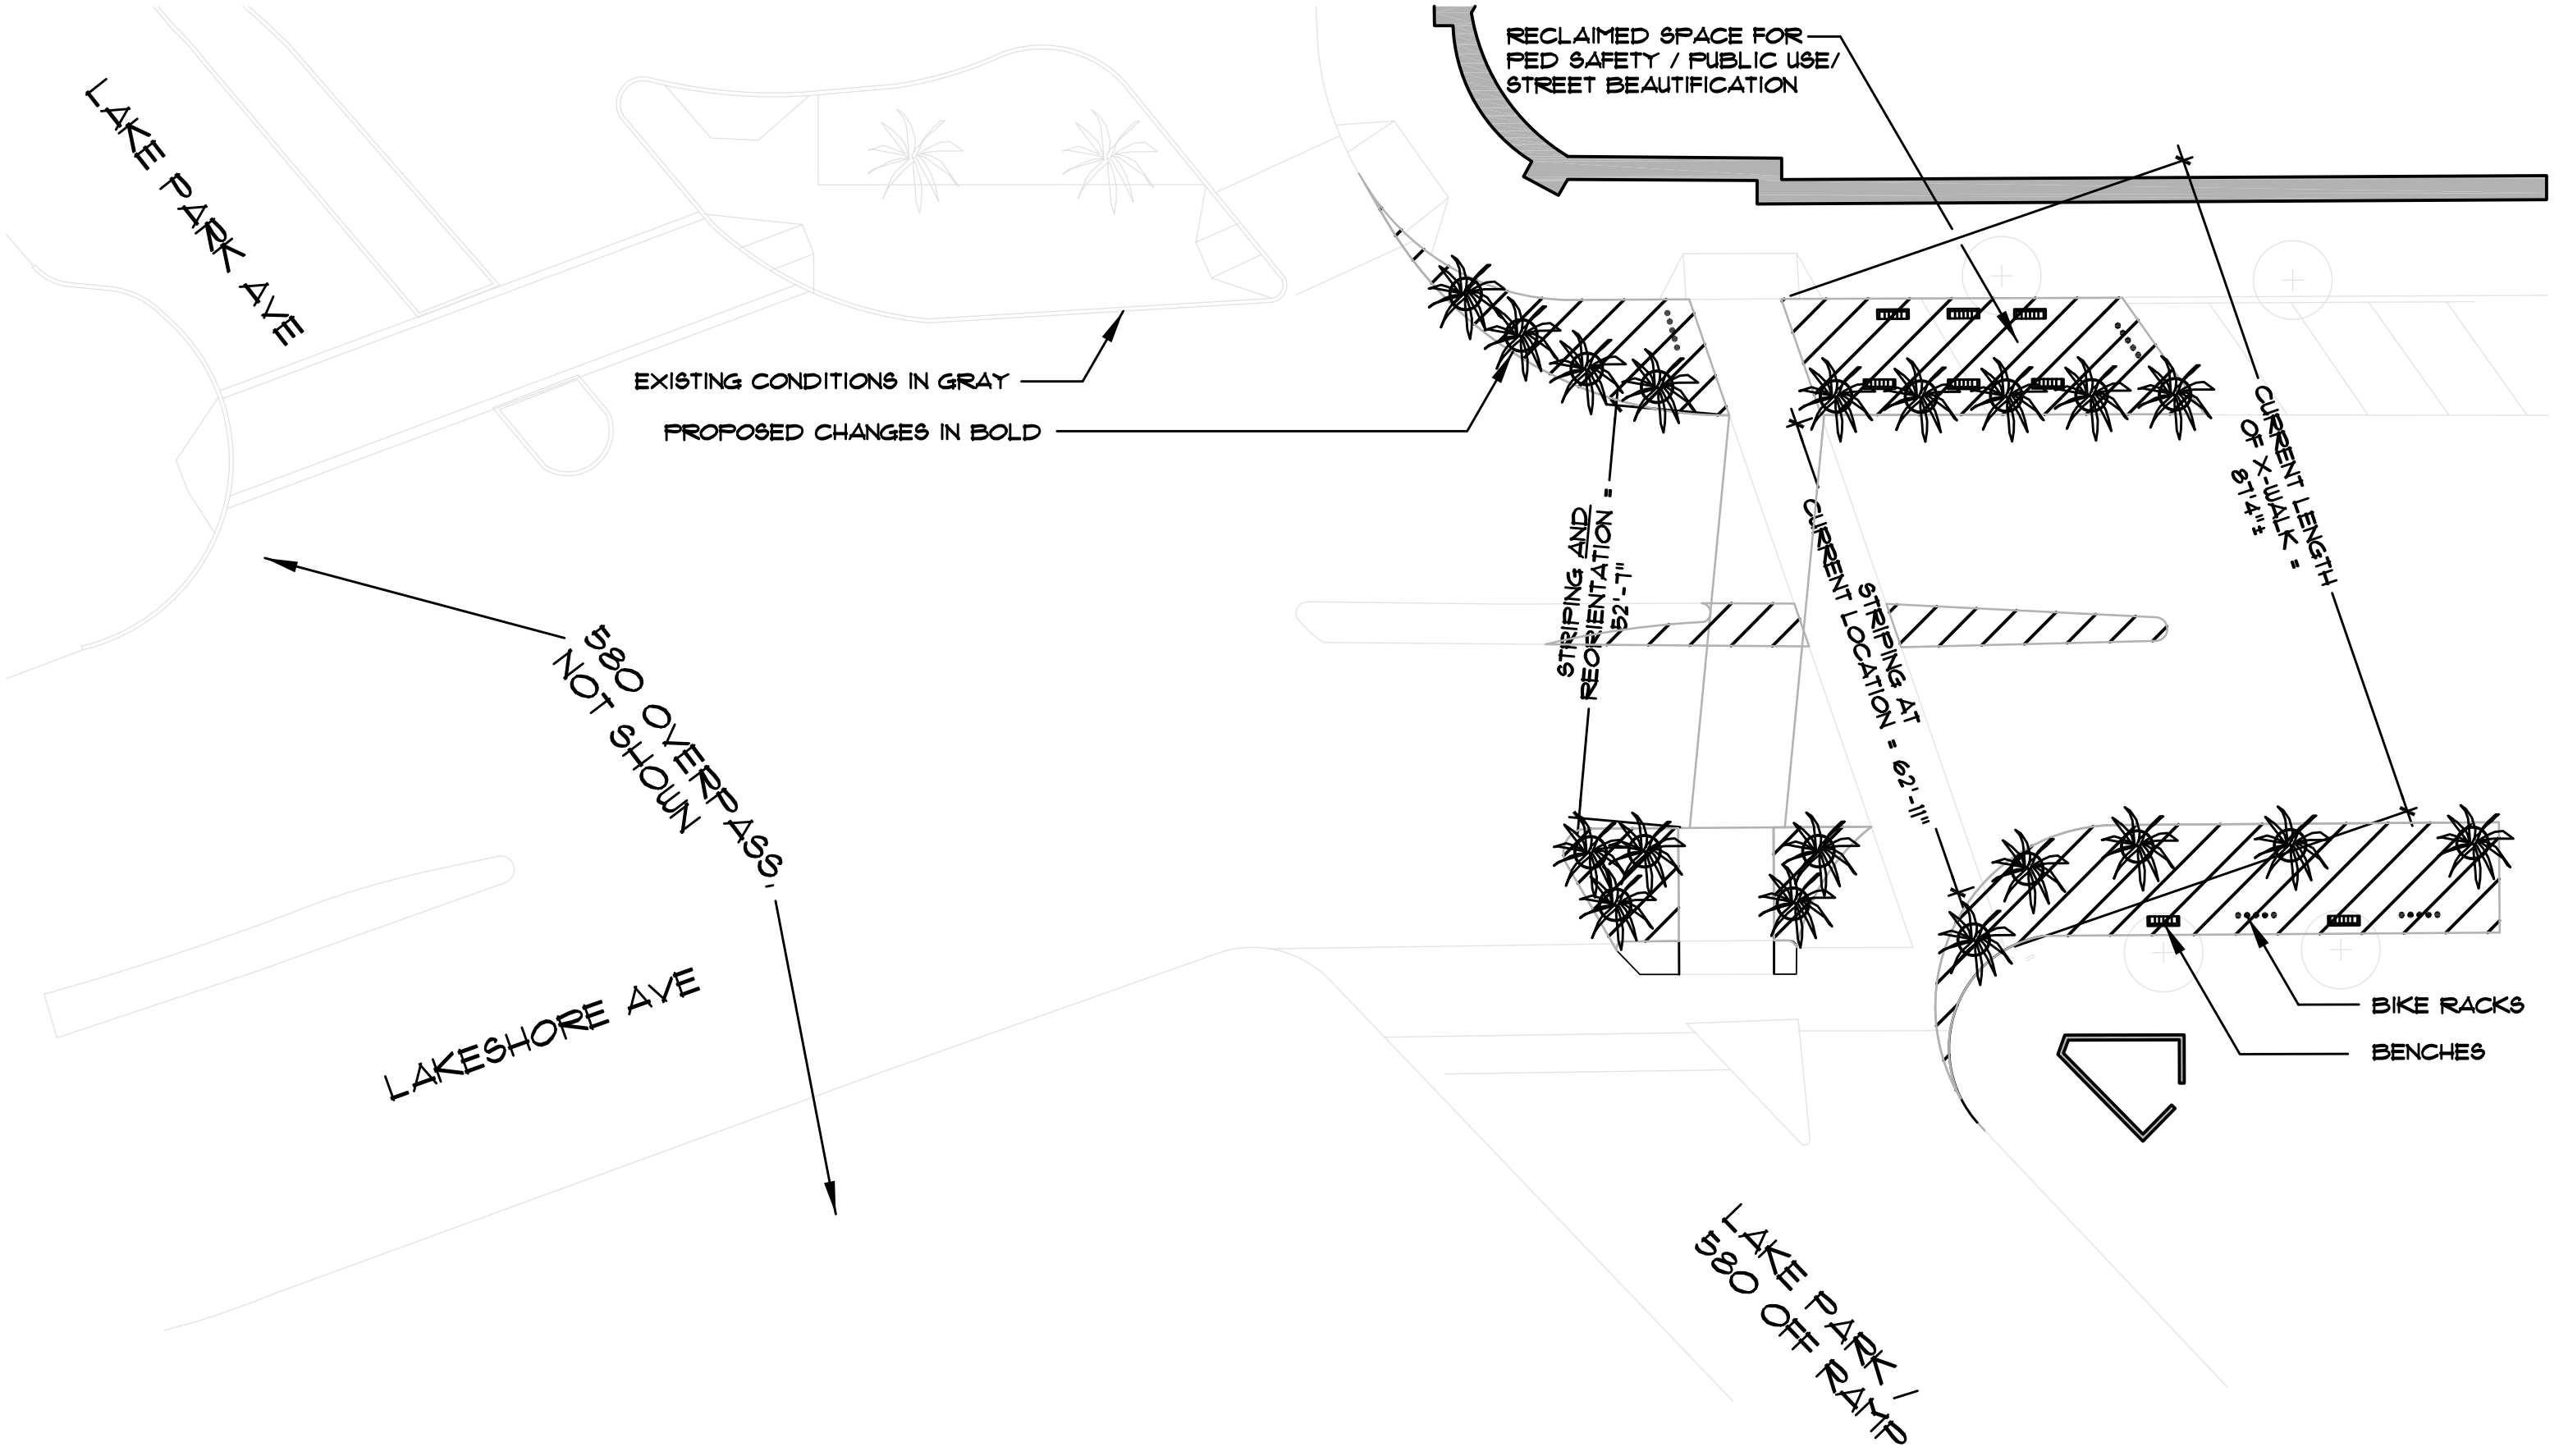 RECLAIMED SPACE FOR
PED SAFETY / PUBLIC USE/
STREET BEAUTIFICATION
LAKE PARK AVE
EXISTING CONDITIONS IN GRAY
PROPOSED CHANGES IN BOLD
CURRENT LENGTH
OF X-WALK =
87'4"±
STRIPING AND
REORIENTATION =
52'-7"
STRIPING AT
CURRENT LOCATION = 62'-11"
580 OVERPASS,
NOT SHOWN
LAKESHORE AVE
BIKE RACKS
BENCHES
LAKE PARK /
580 OFF RAMP